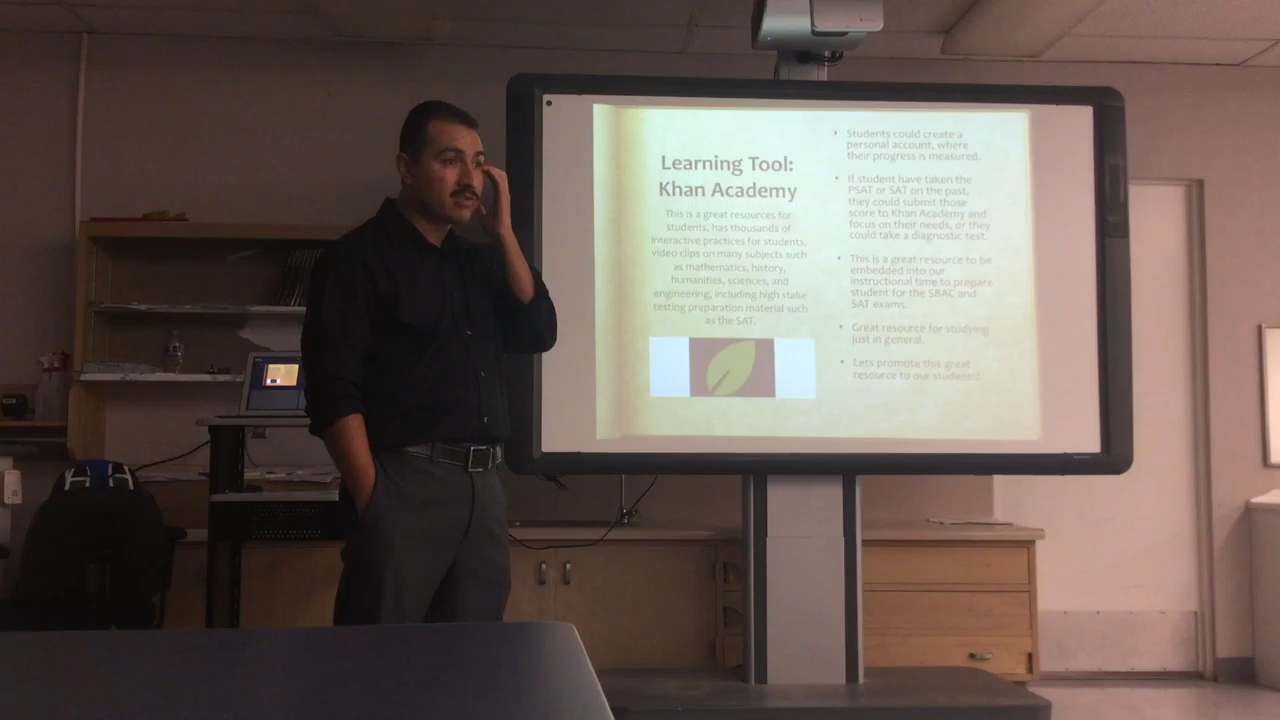 Learning Tool:
Khan Academy
This is a great resources for
students, has thousands of
interactive practices for students,
video clips on many subjects such
as mathematics, history,
humanities, sciences, and
engineering, including high stake
testing preparation material such
as the SAT.
• Students could create a
personal account, where
their progress is measured.
• If student have taken the
PSAT or SAT on the past,
they could submit those
score to Khan Academy and
focus on their needs, or they
could take a diagnostic test.
• This is a great resource to be
embedded into our
instructional time to prepare
student for the SBAC and
SAT exams.
• Great resource for studying
just in general.
• Lets promote this great
resource to our students!